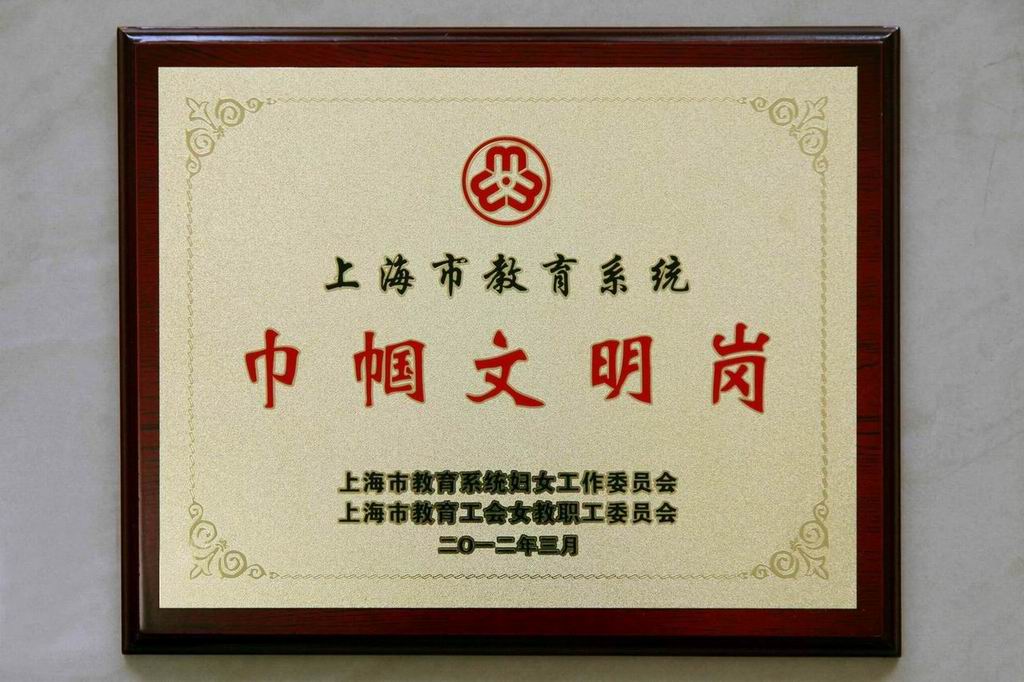 上海市教育系统
巾帼文明岗
上海市教育系统妇女工作委员会
上海市教育工会女教职工委员会
二〇一二年三月